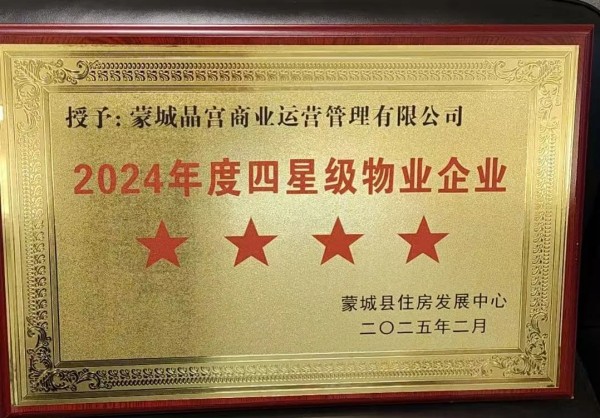 授予：蒙城晶宫商业运营管理有限公司
2024年度四星级物业企业
蒙城县住房发展中心
二〇二五年二月